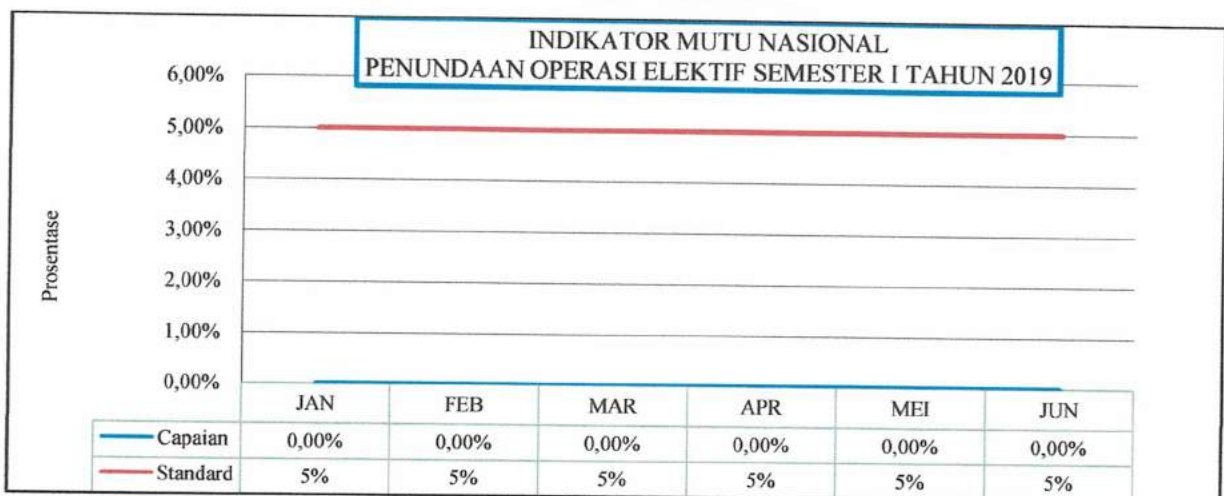 INDIKATOR MUTU NASIONAL
PENUNDAAN OPERASI ELEKTIF SEMESTER I TAHUN 2019
Prosentase
6,00%
5,00%
4,00%
3,00%
2,00%
1,00%
0,00%
JAN FEB MAR APR MEI JUN
Capaian 0,00% 0,00% 0,00% 0,00% 0,00% 0,00%
Standard 5% 5% 5% 5% 5% 5%